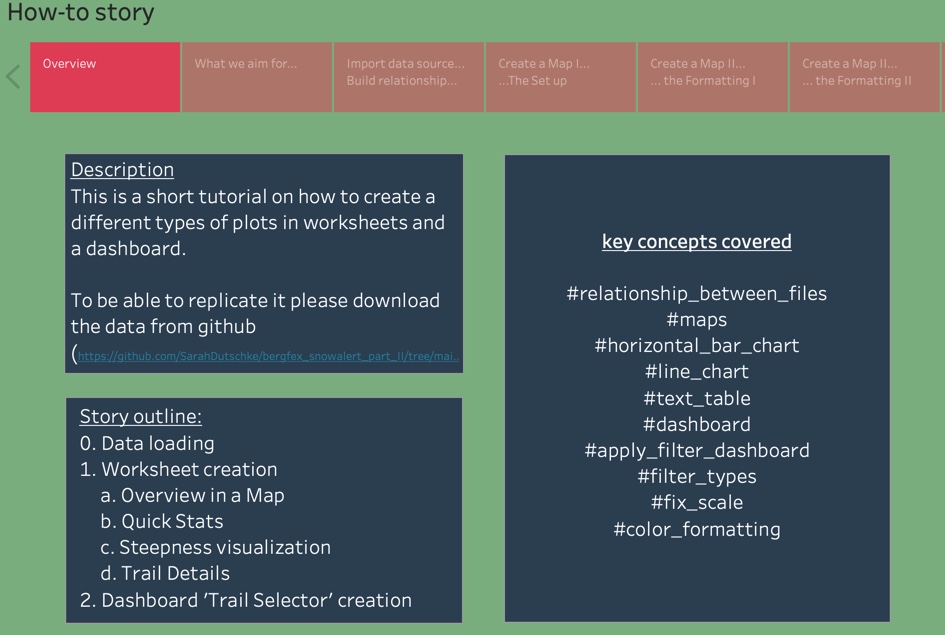 How-to story
Overview
What we aim for...
Import data source...
Build relationship...
Create a Map I...
...The Set up
Create a Map II...
... the Formatting I
Create a Map II...
... the Formatting II
Description
This is a short tutorial on how to create a
different types of plots in worksheets and
a dashboard.
To be able to replicate it please download
the data from github
(https://github.com/SarahDutschke/bergfex_snowalert_part_II/tree/mai..
Story outline:
0. Data loading
1. Worksheet creation
a. Overview in a Map
b. Quick Stats
c. Steepness visualization
d. Trail Details
2. Dashboard 'Trail Selector' creation
key concepts covered
#relationship_between_files
#maps
#horizontal_bar_chart
#line_chart
#text_table
#dashboard
#apply_filter_dashboard
#filter_types
#fix_scale
#color_formatting